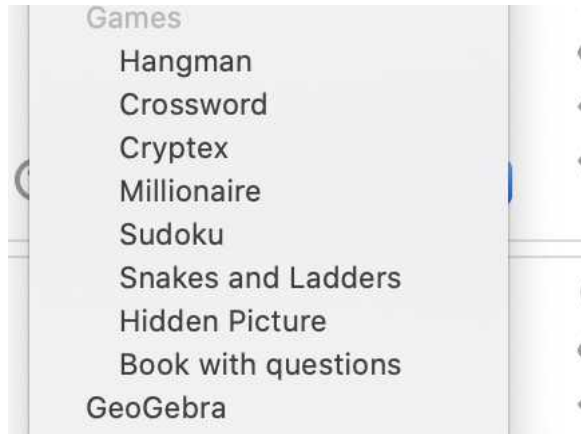 Games
Hangman
Crossword
Cryptex
Millionaire
Sudoku
Snakes and Ladders
Hidden Picture
Book with questions
GeoGebra